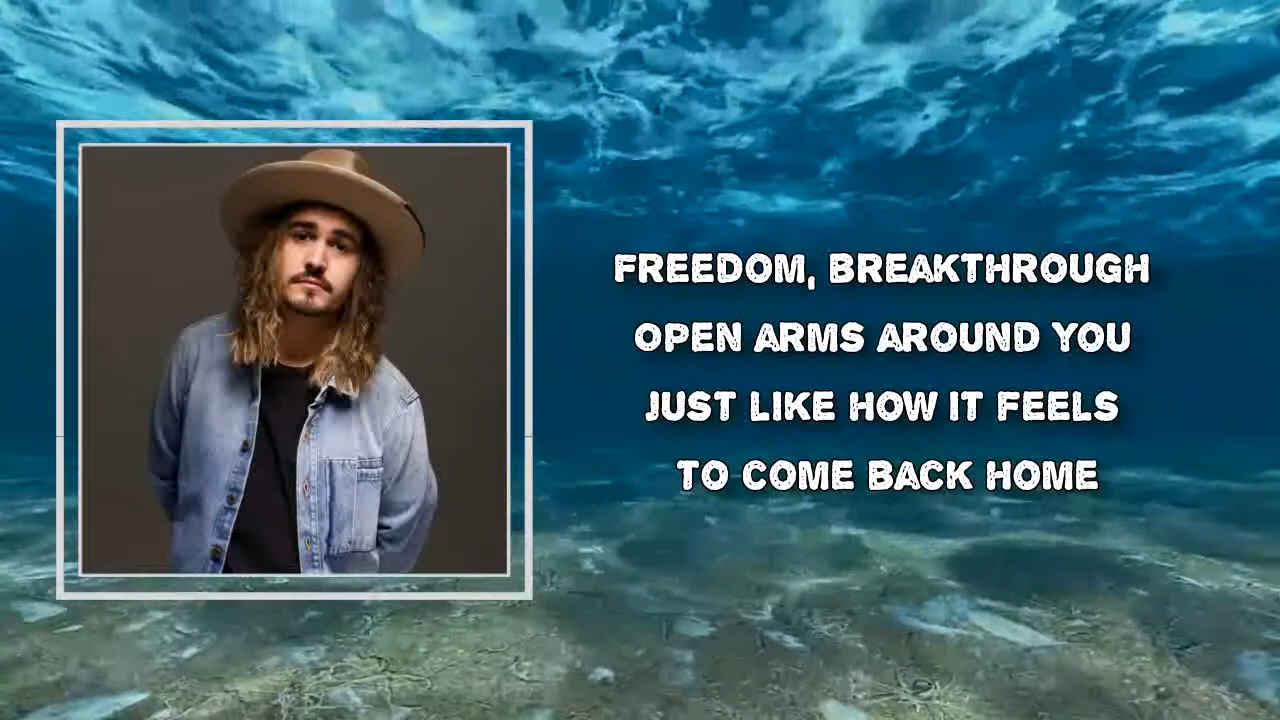 FREEDOM, BREAKTHROUGH
OPEN ARMS AROUND YOU
JUST LIKE HOW IT FEELS
TO COME BACK HOME